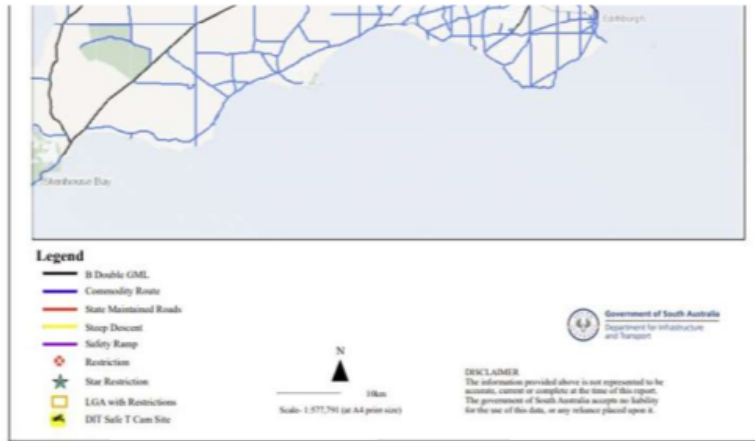 Edithburgh
Stenhouse Bay
Legend
B Double GML
Commodity Route
State Maintained Roads
Steep Descent
Safety Ramp
Restriction
Star Restriction
LGA with Restrictions
DIT Safe T Cam Site
N
10km
Scale- 1:577,791 (at A4 print size)
Government of South Australia
Department for Infrastructure
and Transport
DISCLAIMER
The information provided above is not represented to be
accurate, current or complete at the time of this report.
The government of South Australia accepts no liability
for the use of this data, or any reliance placed upon it.